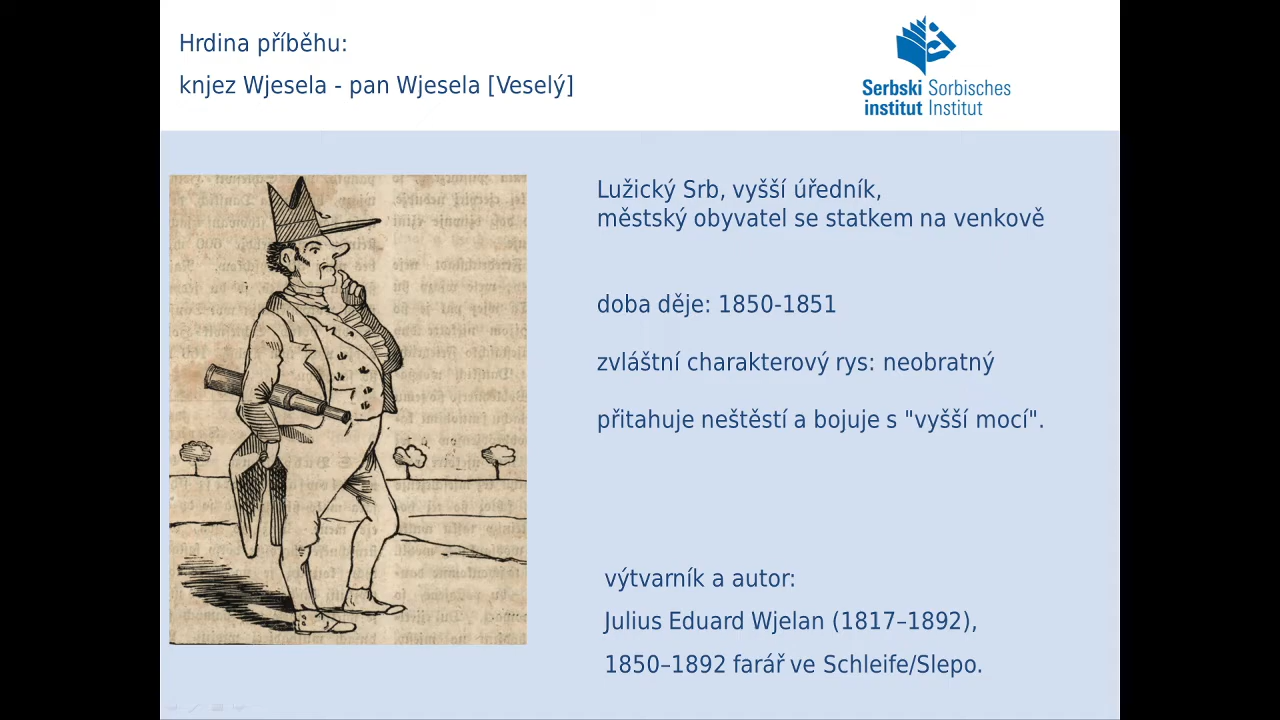 Hrdina příběhu:
knjez Wjesela - pan Wjesela [Veselý]
Serbski Sorbisches
institut Institut
Lužický Srb, vyšší úředník,
městský obyvatel se statkem na venkově
doba děje: 1850-1851
zvláštní charakterový rys: neobratný
přitahuje neštěstí a bojuje s "vyšší mocí".
výtvarník a autor:
Julius Eduard Wjelan (1817–1892),
1850–1892 farář ve Schleife/Slepo.